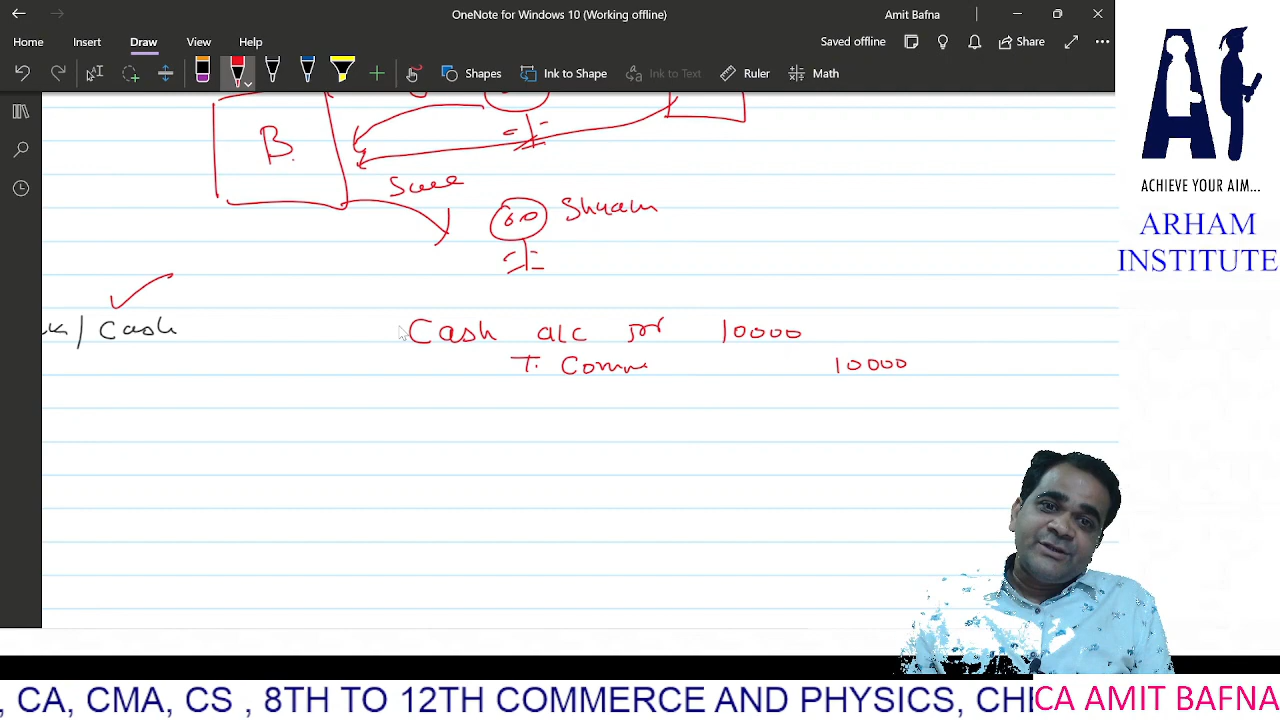 OneNote for Windows 10 (Working offline)
Amit Bafna
Home Insert Draw View Help
Saved offline
Share
Shapes
Ink to Shape
Ink to Text
Ruler
Math
B.
Shyam
/ Cash
Cash a/c Dr 10000
T. Comm 10000
AI
ACHIEVE YOUR AIM...
ARHAM
INSTITUTE
, CA, CMA, CS , 8TH TO 12TH COMMERCE AND PHYSICS, CHE
CA AMIT BAFNA